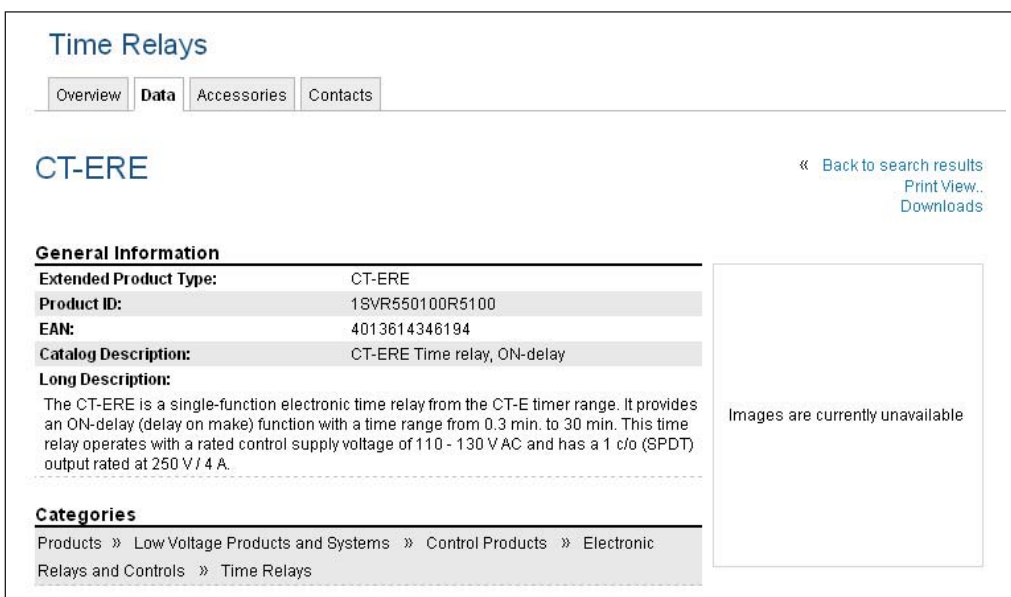 Time Relays
Overview Data Accessories Contacts
CT-ERE
« Back to search results
Print View..
Downloads
General Information
Extended Product Type: CT-ERE
Product ID: 1SVR550100R5100
EAN: 4013614346194
Catalog Description: CT-ERE Time relay, ON-delay
Long Description:
The CT-ERE is a single-function electronic time relay from the CT-E timer range. It provides
an ON-delay (delay on make) function with a time range from 0.3 min. to 30 min. This time
relay operates with a rated control supply voltage of 110 - 130 V AC and has a 1 c/o (SPDT)
output rated at 250 V / 4 A.
Images are currently unavailable
Categories
Products » Low Voltage Products and Systems » Control Products » Electronic
Relays and Controls » Time Relays